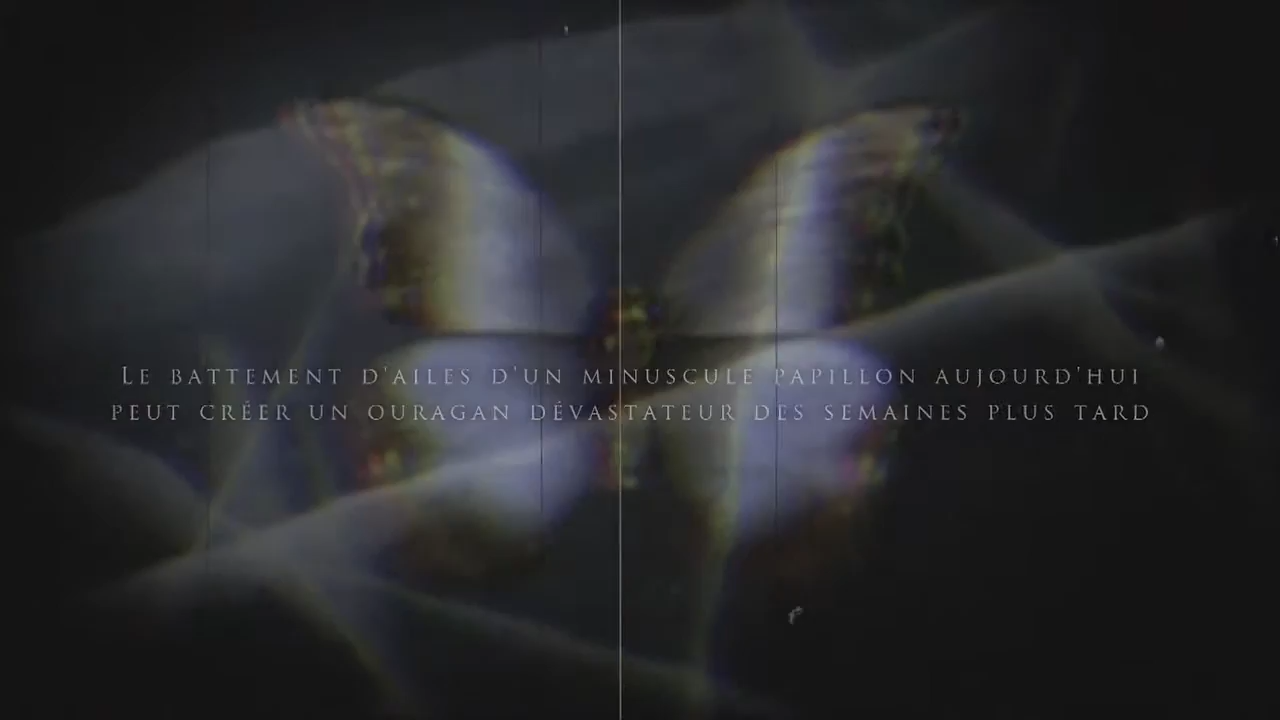 Le battement d'ailes d'un minuscule papillon aujourd'hui
peut créer un ouragan dévastateur des semaines plus tard